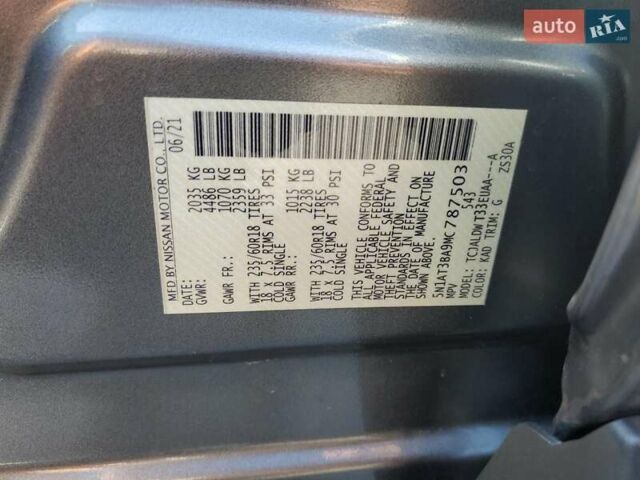 auto RIA .com
MFD BY NISSAN MOTOR CO., LTD.
DATE: 06/21
GVWR: 2035 KG
4486 LB
GAWR FR.: 1070 KG
2359 LB
WITH 235/60R18 TIRES
18 X 7.5 RIMS AT 33 PSI
COLD SINGLE
GAWR RR.: 1015 KG
2238 LB
WITH 235/60R18 TIRES
18 X 7.5 RIMS AT 30 PSI
COLD SINGLE
THIS VEHICLE CONFORMS TO
ALL APPLICABLE FEDERAL
MOTOR VEHICLE SAFETY AND
THEFT PREVENTION
STANDARDS IN EFFECT ON
THE DATE OF MANUFACTURE
SHOWN ABOVE.
5N1AT3BA9MC787503
MPV 543
TCJALDWT33EUAA---A
COLOR: KAD TRIM: G ZS30A